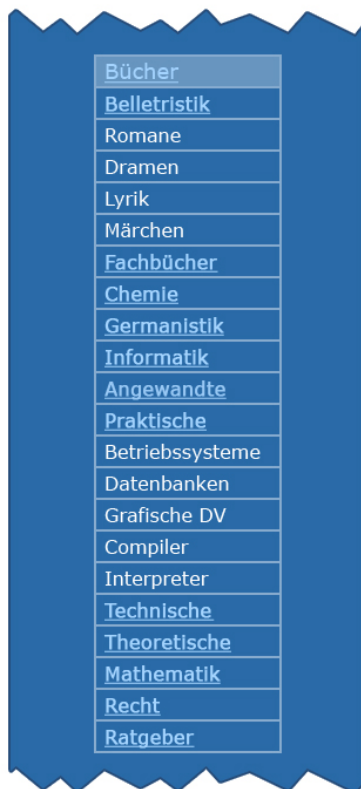 Bücher
Belletristik
Romane
Dramen
Lyrik
Märchen
Fachbücher
Chemie
Germanistik
Informatik
Angewandte
Praktische
Betriebssysteme
Datenbanken
Grafische DV
Compiler
Interpreter
Technische
Theoretische
Mathematik
Recht
Ratgeber